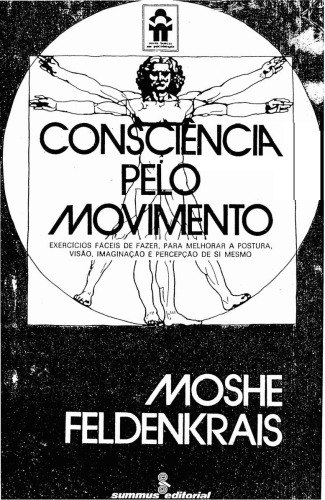 CONSCIÊNCIA
PELO
MOVIMENTO
EXERCÍCIOS FÁCEIS DE FAZER, PARA MELHORAR A POSTURA,
VISÃO, IMAGINAÇÃO E PERCEPÇÃO DE SI MESMO
MOSHE
FELDENKRAIS
summus editorial